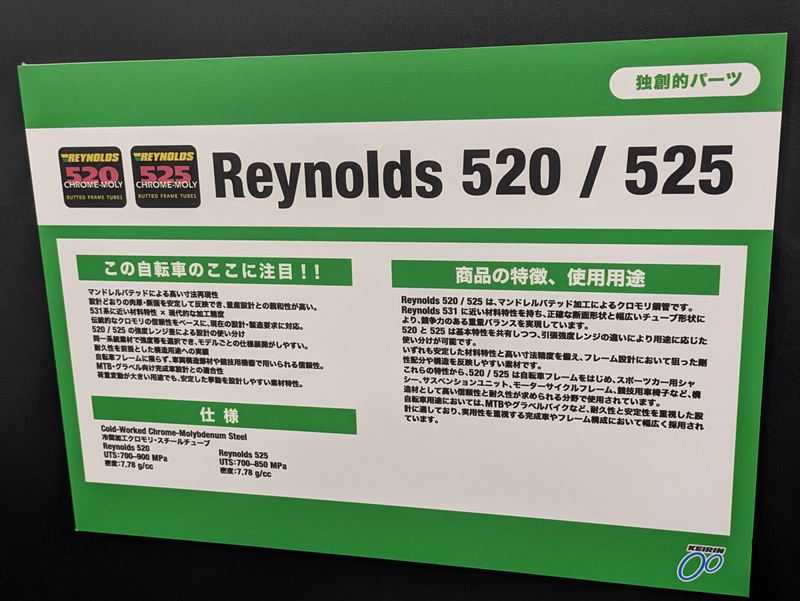 独創的パーツ
REYNOLDS
520
CHROME-MOLY
BUTTED FRAME TUBES
REYNOLDS
525
CHROME-MOLY
BUTTED FRAME TUBES
Reynolds 520 / 525
この自転車のここに注目！！
マンドレルバテッドによる高い寸法再現性
設計どおりの肉厚・断面を安定して反映でき、量産設計との親和性が高い。
531系に近い材料特性 × 現代的な加工精度
伝統的なクロモリの信頼性をベースに、現在の設計・製造要求に対応。
520 / 525 の強度レンジ差による設計の使い分け
同一系統素材で強度帯を選択でき、モデルごとの仕様展開がしやすい。
耐久性を前提とした構造用途への実績
自転車フレームに限らず、車両構造部材や競技用機器で用いられる信頼性。
MTB・グラベル向け完成車設計との適合性
荷重変動が大きい用途でも、安定した挙動を設計しやすい素材特性。
仕様
Cold-Worked Chrome-Molybdenum Steel
冷間加工クロモリ・スチールチューブ
Reynolds 520
UTS:700–900 MPa
密度:7.78 g/cc
Reynolds 525
UTS:700–850 MPa
密度:7.78 g/cc
商品の特徴、使用用途
Reynolds 520 / 525 は、マンドレルバテッド加工によるクロモリ鋼管です。
Reynolds 531 に近い材料特性を持ち、正確な断面形状と幅広いチューブ形状に
より、競争力のある重量バランスを実現しています。
520 と 525 は基本特性を共有しつつ、引張強度レンジの違いにより用途に応じた
使い分けが可能です。
いずれも安定した材料特性と高い寸法精度を備え、フレーム設計において狙った剛
性配分や構造を反映しやすい素材です。
これらの特性から、520 / 525 は自転車フレームをはじめ、スポーツカー用シャ
シー、サスペンションユニット、モーターサイクルフレーム、競技用車椅子など、構
造材として高い信頼性と耐久性が求められる分野で使用されています。
自転車用途においては、MTBやグラベルバイクなど、耐久性と安定性を重視した設
計に適しており、実用性を重視する完成車やフレーム構成において幅広く採用され
ています。
KEIRIN